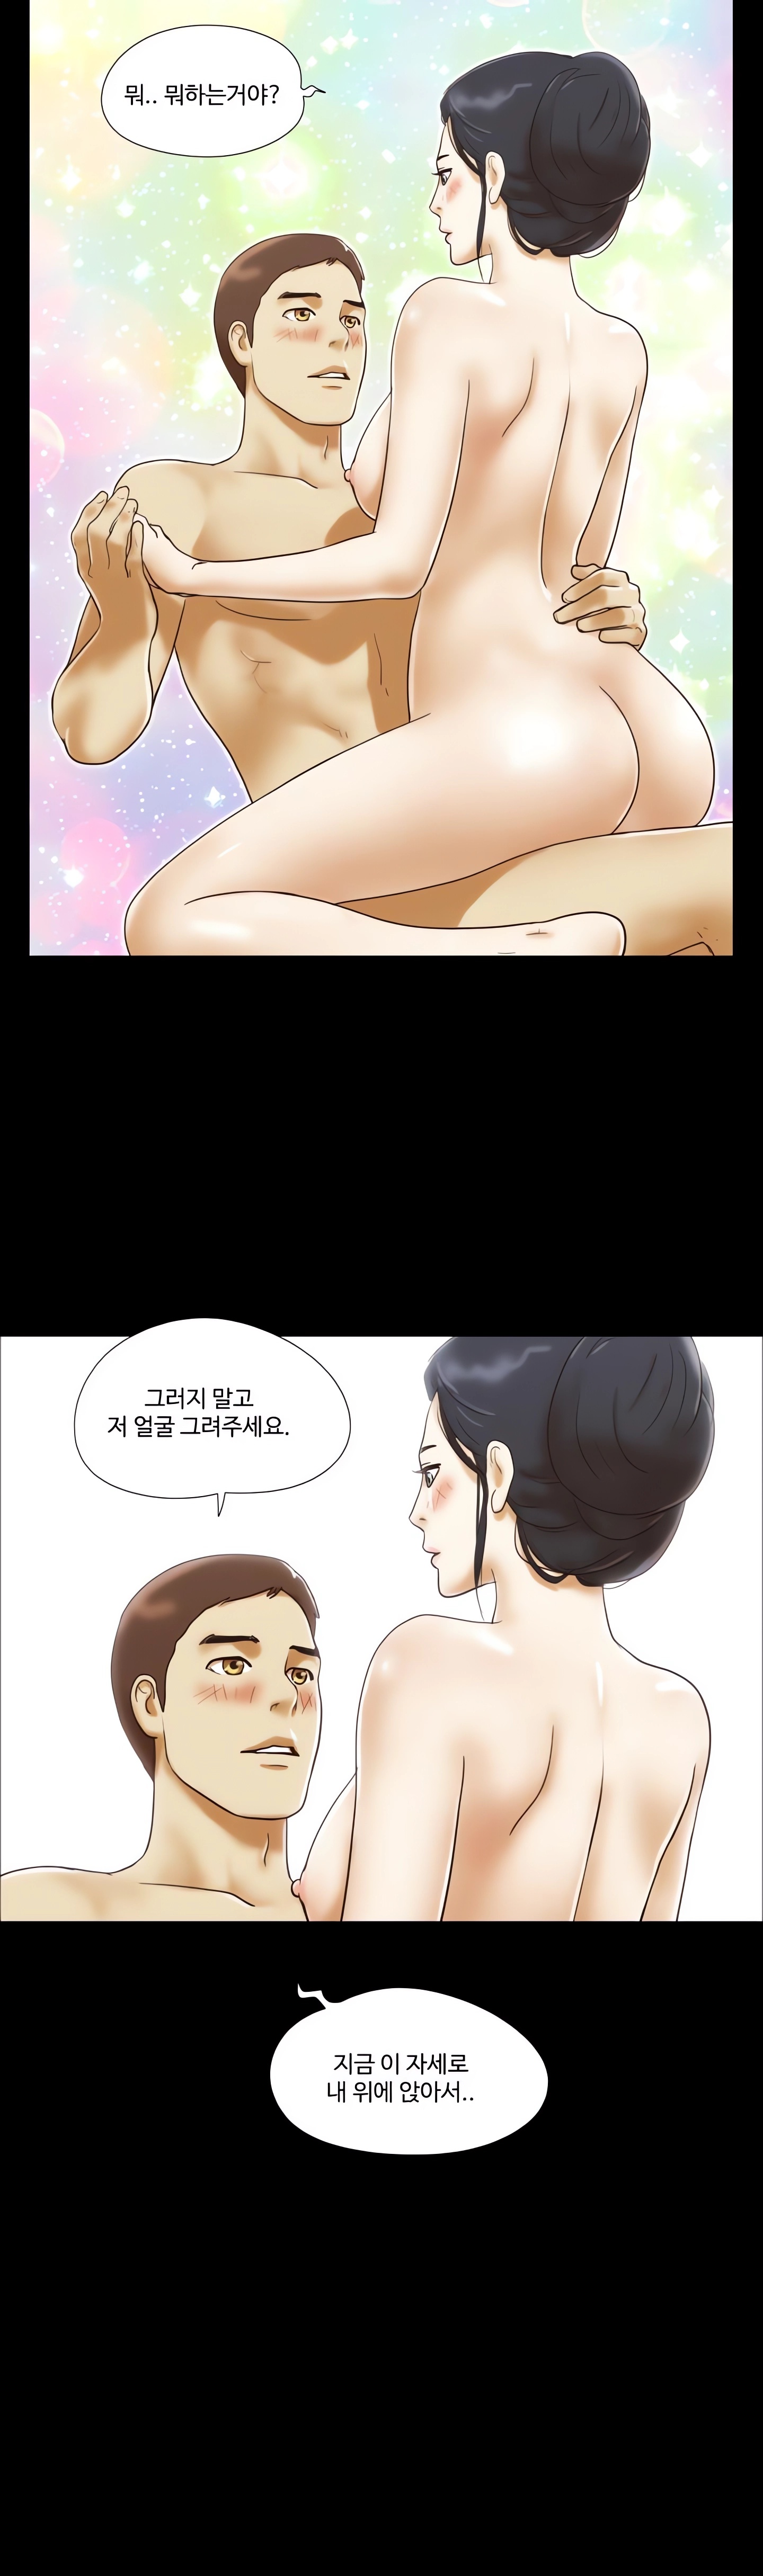 뭐.. 뭐하는거야?
그러지 말고
저 얼굴 그려주세요.
지금 이 자세로
내 위에 앉아서..